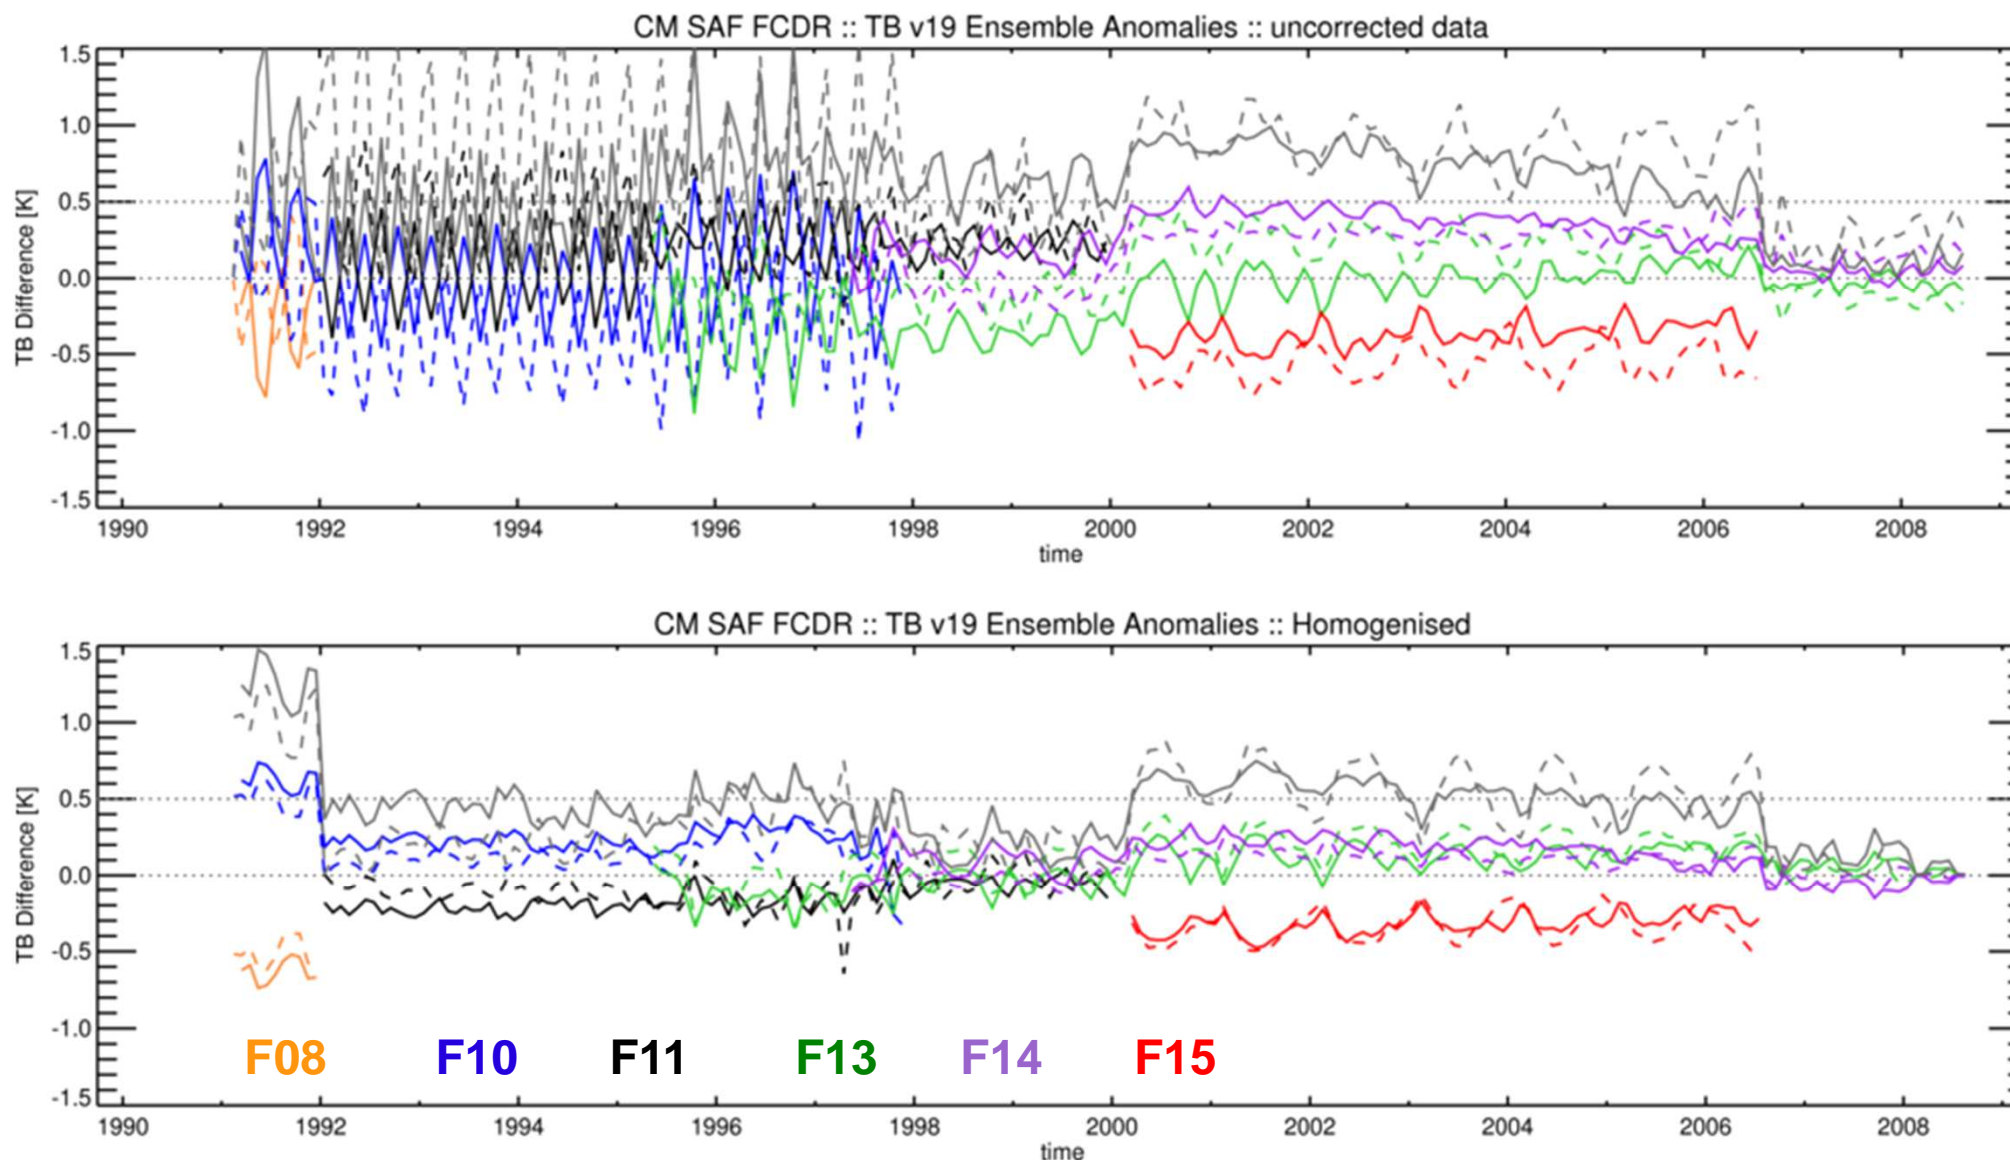 CM SAF FCDR :: TB v19 Ensemble Anomalies :: uncorrected data
TB Difference [K]
1.5
1.0
0.5
0.0
-0.5
-1.0
-1.5
1990 1992 1994 1996 1998 2000 2002 2004 2006 2008
time
CM SAF FCDR :: TB v19 Ensemble Anomalies :: Homogenised
TB Difference [K]
1.5
1.0
0.5
0.0
-0.5
-1.0
-1.5
F08 F10 F11 F13 F14 F15
1990 1992 1994 1996 1998 2000 2002 2004 2006 2008
time